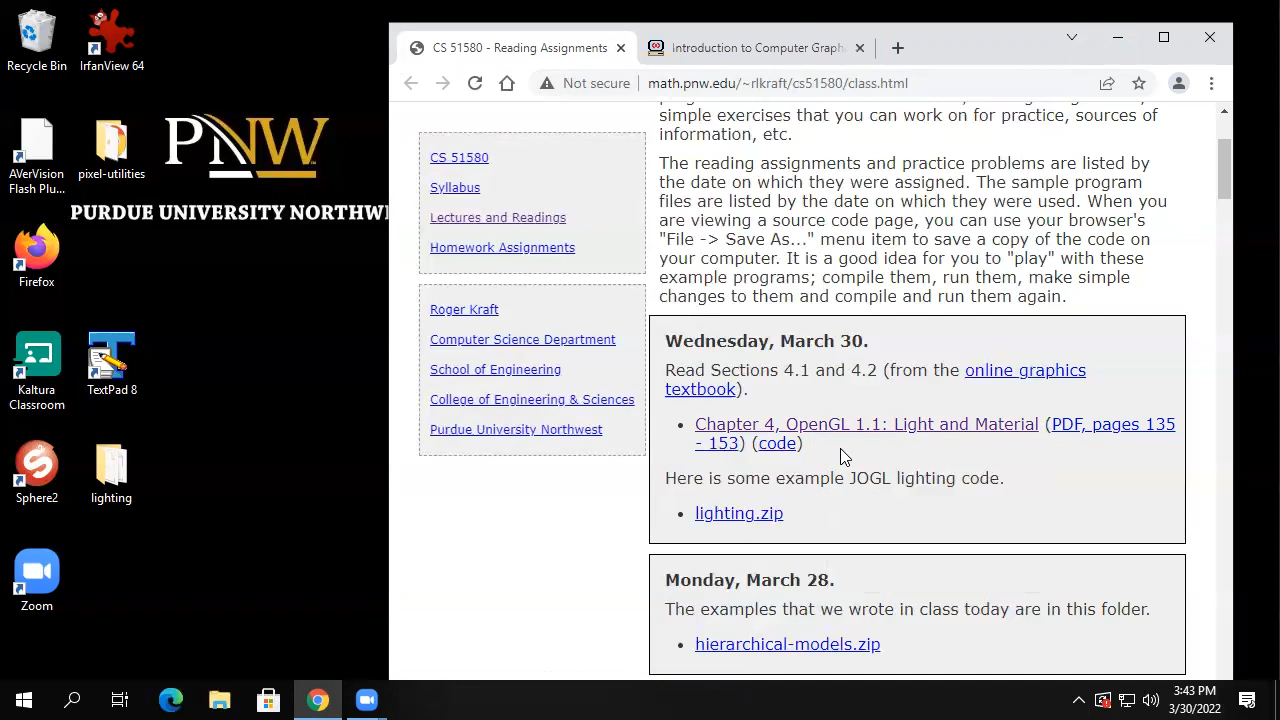 Recycle Bin
IrfanView 64
AVerVision
Flash Plu...
pixel-utilities
PNW
PURDUE UNIVERSITY NORTHWE
Firefox
Kaltura
Classroom
TextPad 8
Sphere2
lighting
Zoom
CS 51580 - Reading Assignments
Introduction to Computer Graph
Not secure
math.pnw.edu/~rlkraft/cs51580/class.html
CS 51580
Syllabus
Lectures and Readings
Homework Assignments
Roger Kraft
Computer Science Department
School of Engineering
College of Engineering & Sciences
Purdue University Northwest
simple exercises that you can work on for practice, sources of
information, etc.
The reading assignments and practice problems are listed by
the date on which they were assigned. The sample program
files are listed by the date on which they were used. When you
are viewing a source code page, you can use your browser's
"File -> Save As..." menu item to save a copy of the code on
your computer. It is a good idea for you to "play" with these
example programs; compile them, run them, make simple
changes to them and compile and run them again.
Wednesday, March 30.
Read Sections 4.1 and 4.2 (from the online graphics
textbook).
• Chapter 4, OpenGL 1.1: Light and Material (PDF, pages 135
- 153) (code)
Here is some example JOGL lighting code.
• lighting.zip
Monday, March 28.
The examples that we wrote in class today are in this folder.
• hierarchical-models.zip
3:43 PM
3/30/2022